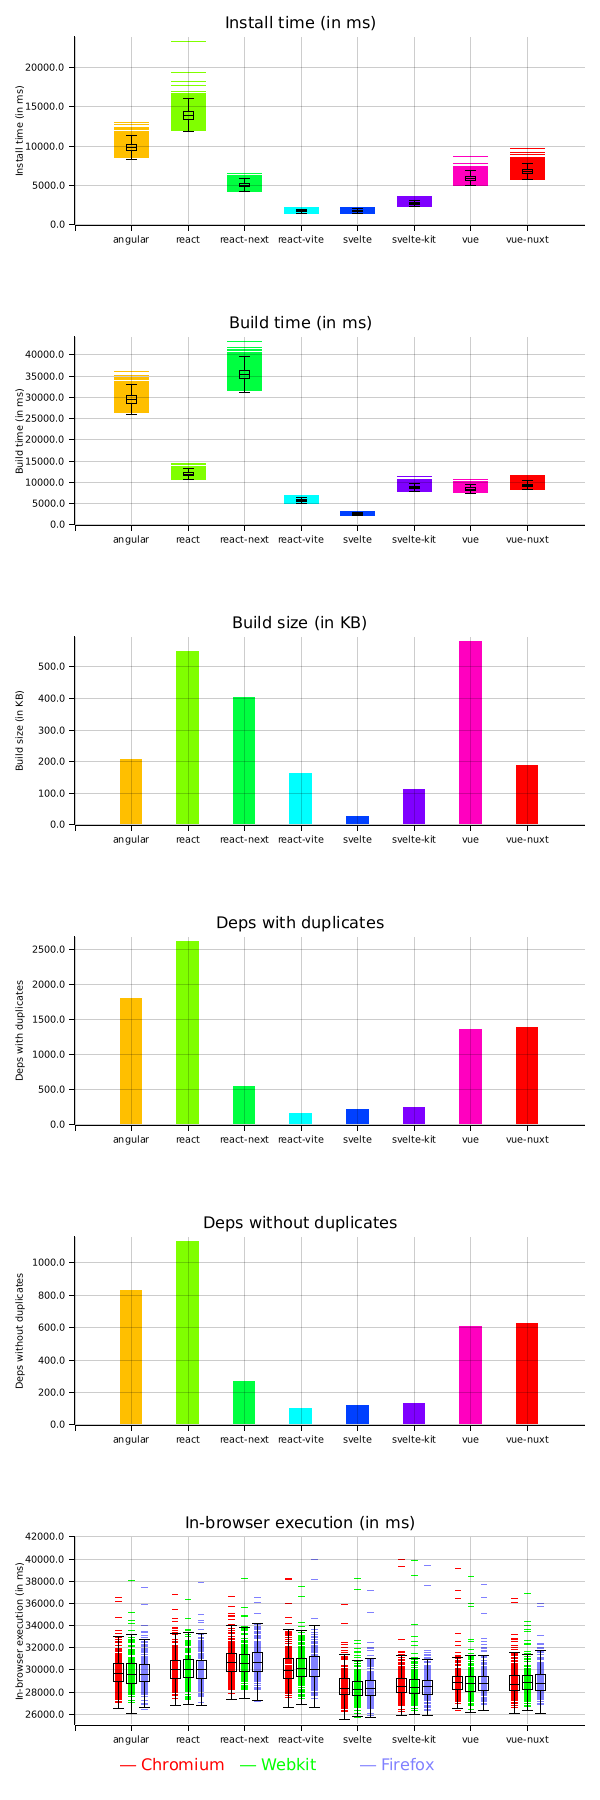 Install time (in ms)
Install time (in ms)
20000.0
15000.0
10000.0
5000.0
0.0
angular react react-next react-vite svelte svelte-kit vue vue-nuxt
Build time (in ms)
Build time (in ms)
40000.0
35000.0
30000.0
25000.0
20000.0
15000.0
10000.0
5000.0
0.0
angular react react-next react-vite svelte svelte-kit vue vue-nuxt
Build size (in KB)
Build size (in KB)
500.0
400.0
300.0
200.0
100.0
0.0
angular react react-next react-vite svelte svelte-kit vue vue-nuxt
Deps with duplicates
Deps with duplicates
2500.0
2000.0
1500.0
1000.0
500.0
0.0
angular react react-next react-vite svelte svelte-kit vue vue-nuxt
Deps without duplicates
Deps without duplicates
1000.0
800.0
600.0
400.0
200.0
0.0
angular react react-next react-vite svelte svelte-kit vue vue-nuxt
In-browser execution (in ms)
In-browser execution (in ms)
42000.0
40000.0
38000.0
36000.0
34000.0
32000.0
30000.0
28000.0
26000.0
angular react react-next react-vite svelte svelte-kit vue vue-nuxt
— Chromium — Webkit — Firefox